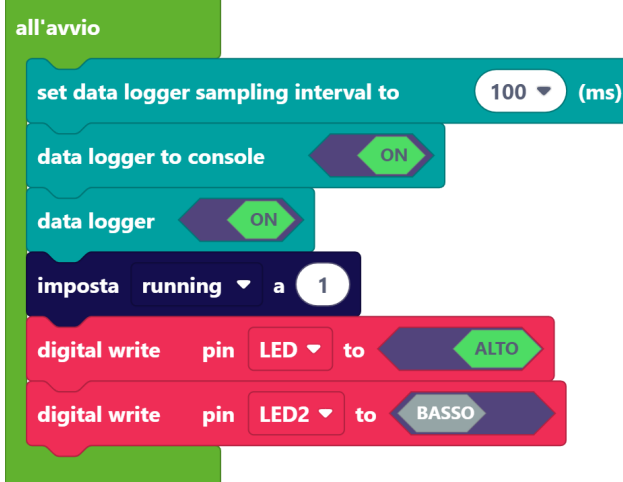 all'avvio
set data logger sampling interval to 100 (ms)
data logger to console ON
data logger ON
imposta running a 1
digital write pin LED to ALTO
digital write pin LED2 to BASSO